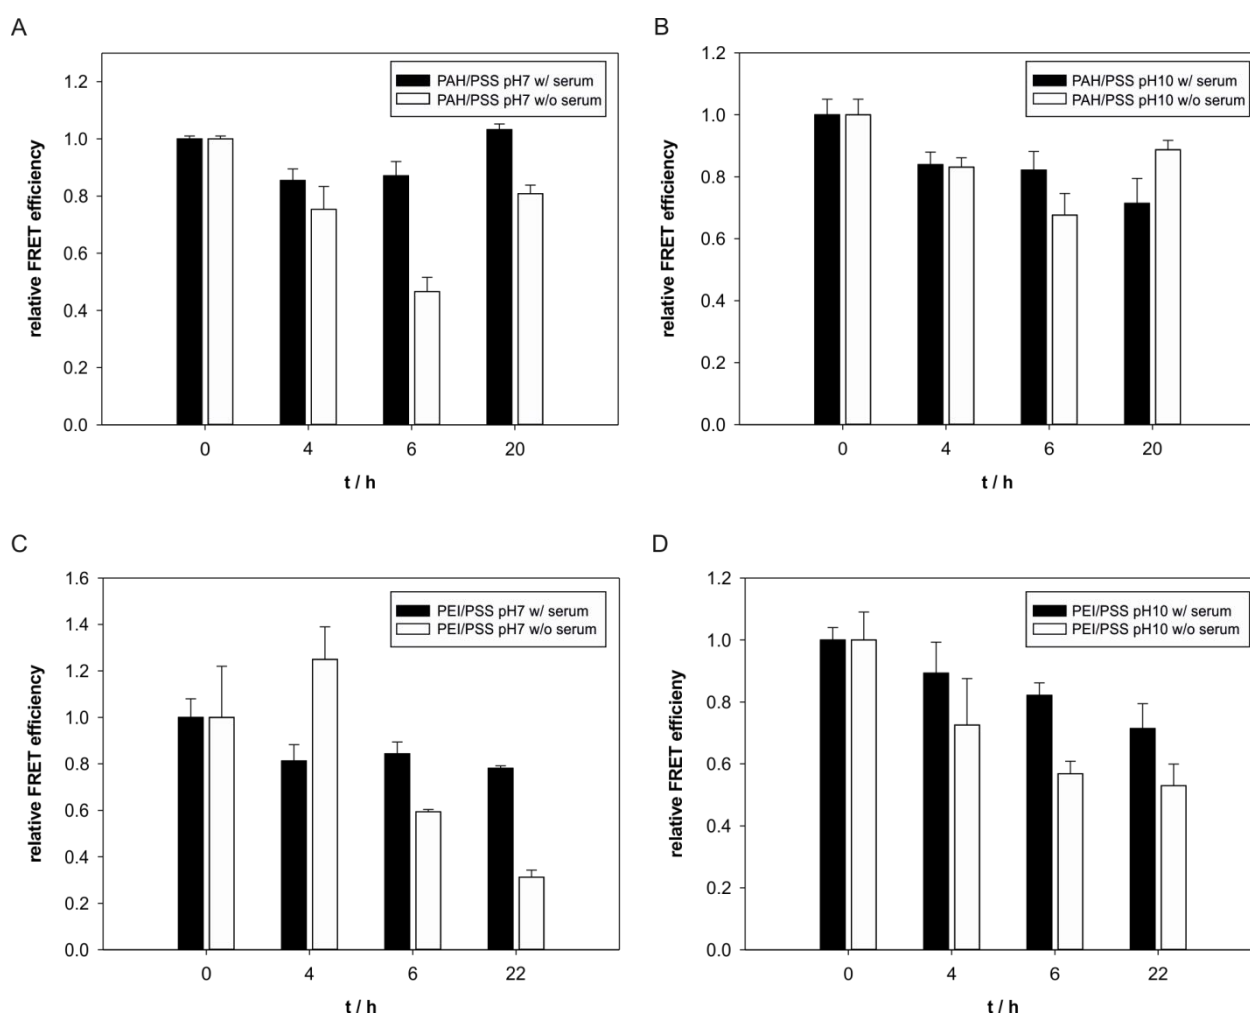 A
PAH/PSS pH7 w/ serum
PAH/PSS pH7 w/o serum
relative FRET efficiency
1.2
1.0
0.8
0.6
0.4
0.2
0.0
0 4 6 20
t / h
B
PAH/PSS pH10 w/ serum
PAH/PSS pH10 w/o serum
relative FRET efficiency
1.2
1.0
0.8
0.6
0.4
0.2
0.0
0 4 6 20
t / h
C
PEI/PSS pH7 w/ serum
PEI/PSS pH7 w/o serum
relative FRET efficiency
1.6
1.4
1.2
1.0
0.8
0.6
0.4
0.2
0.0
0 4 6 22
t / h
D
PEI/PSS pH10 w/ serum
PEI/PSS pH10 w/o serum
relative FRET efficieny
1.2
1.0
0.8
0.6
0.4
0.2
0.0
0 4 6 22
t / h